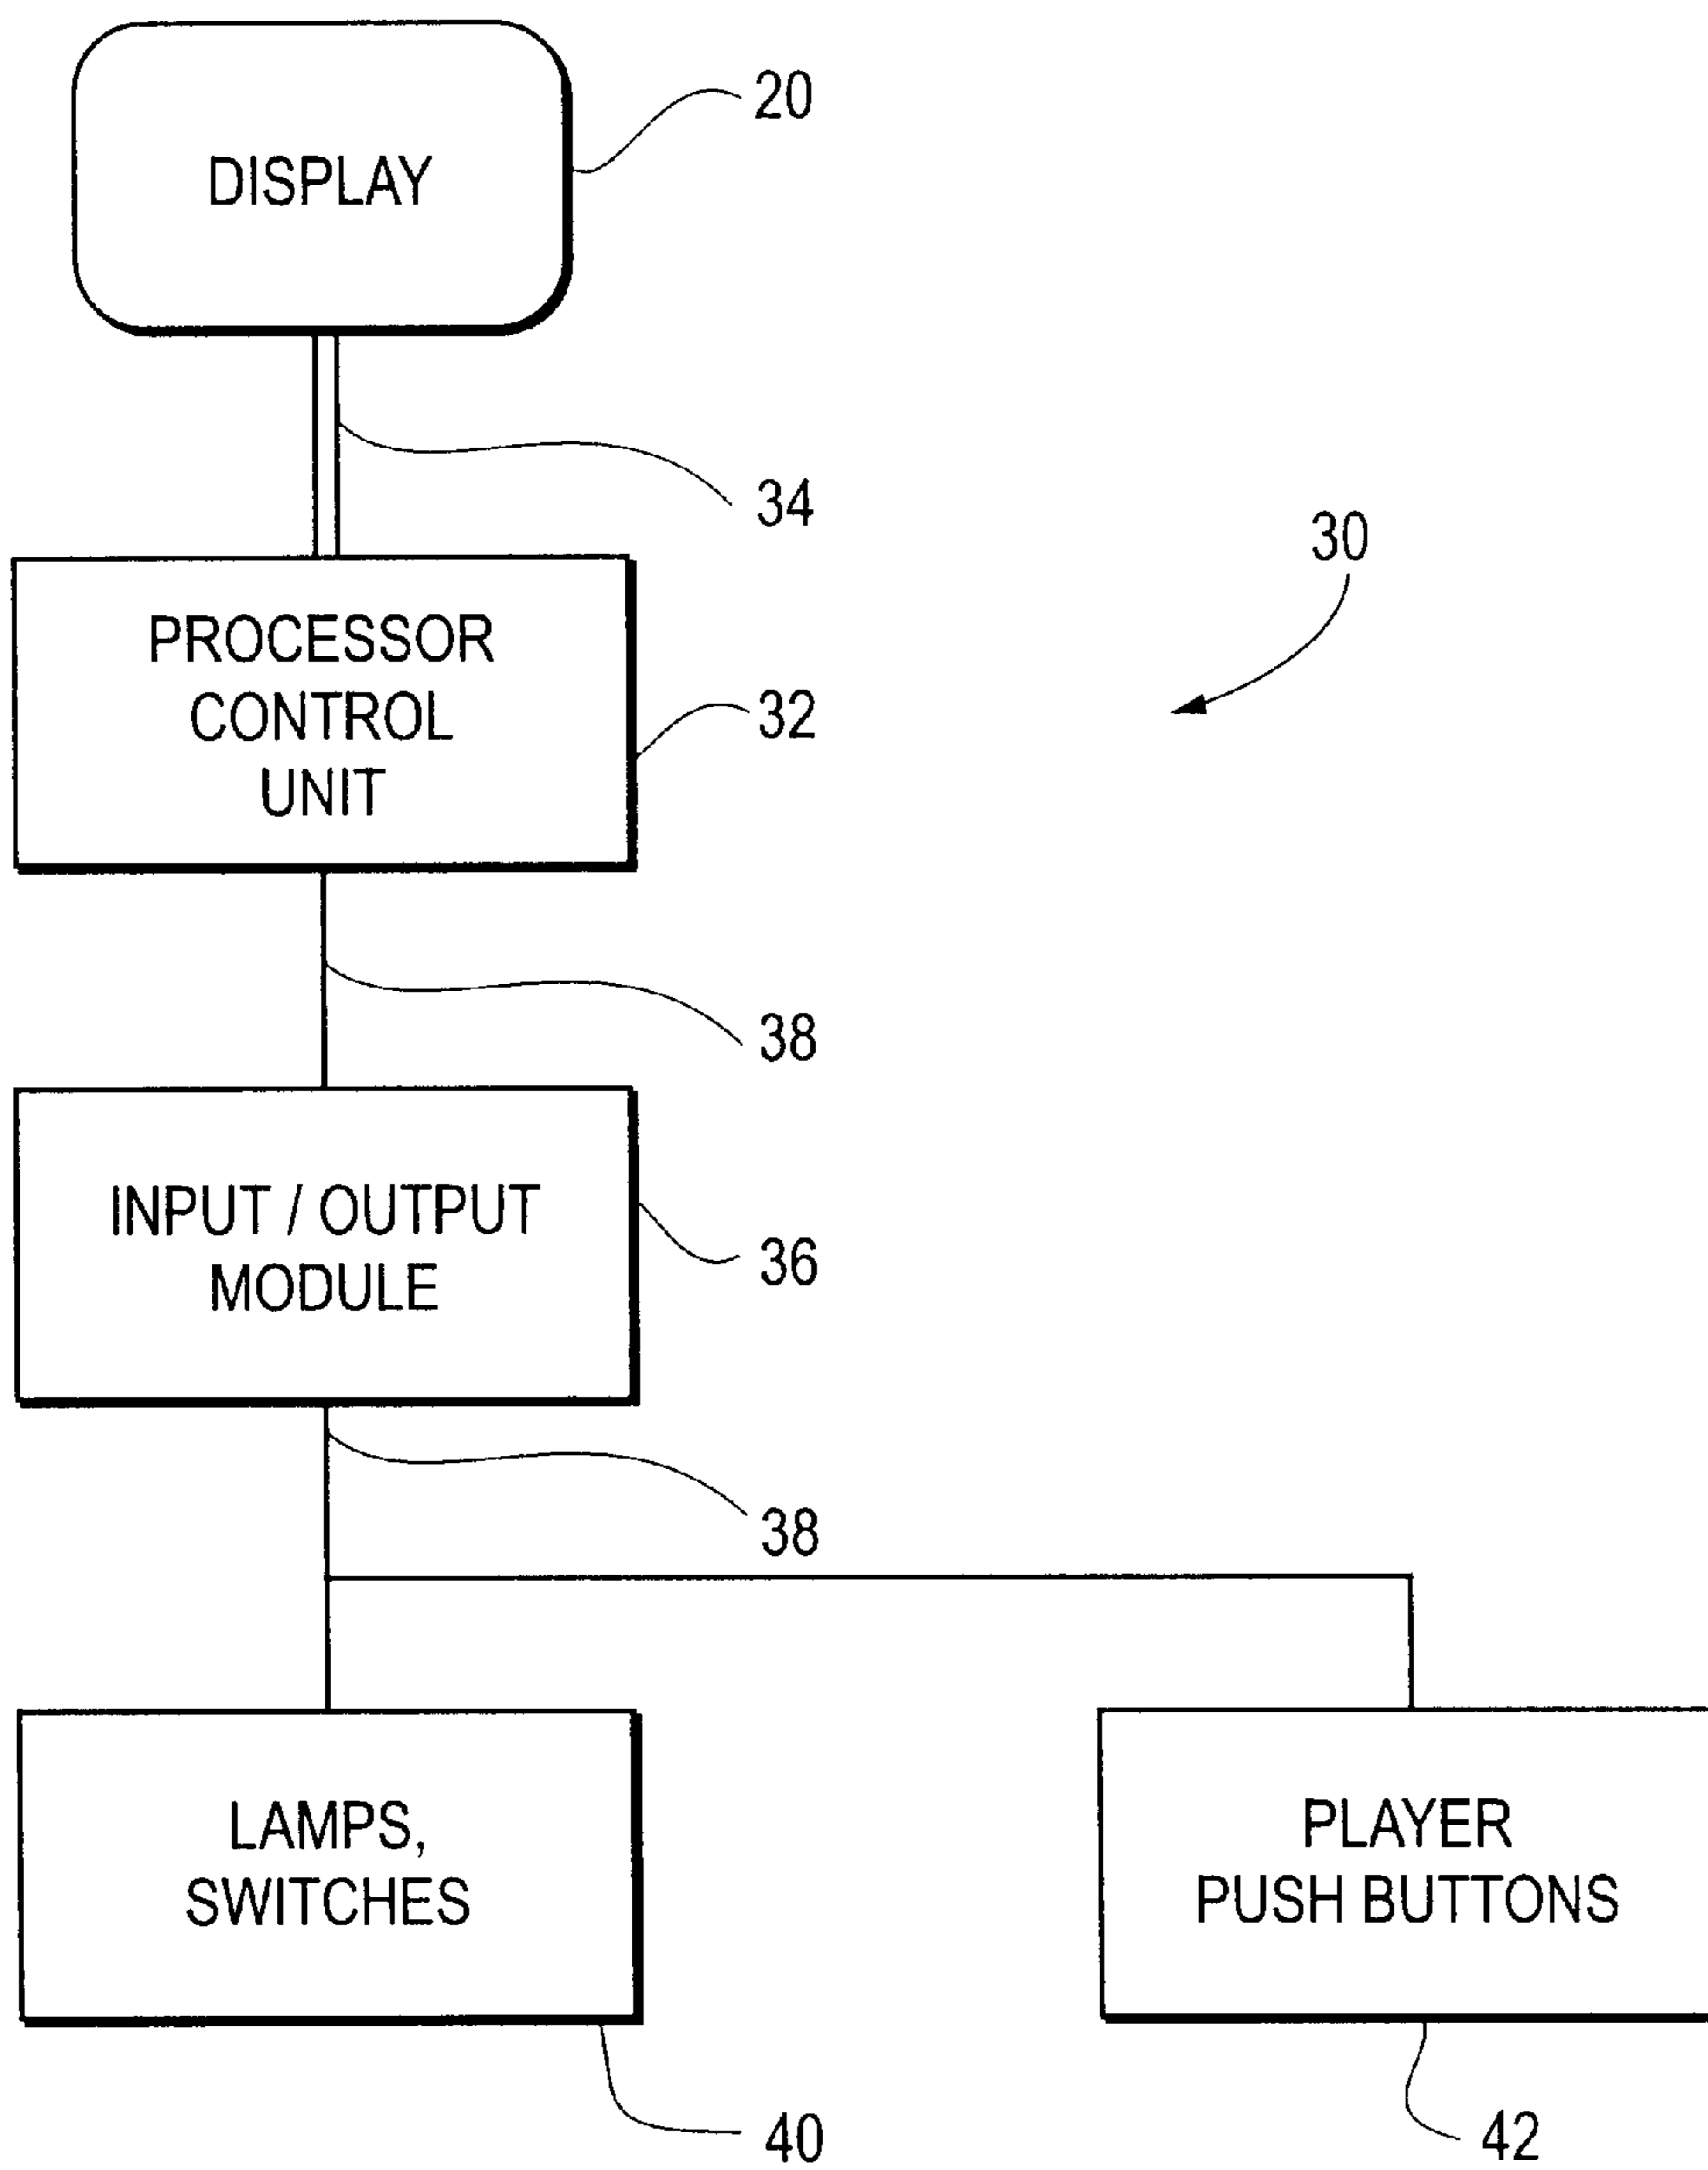 DISPLAY
20
34
30
PROCESSOR
CONTROL
UNIT
32
38
INPUT / OUTPUT
MODULE
36
38
LAMPS,
SWITCHES
PLAYER
PUSH BUTTONS
40
42